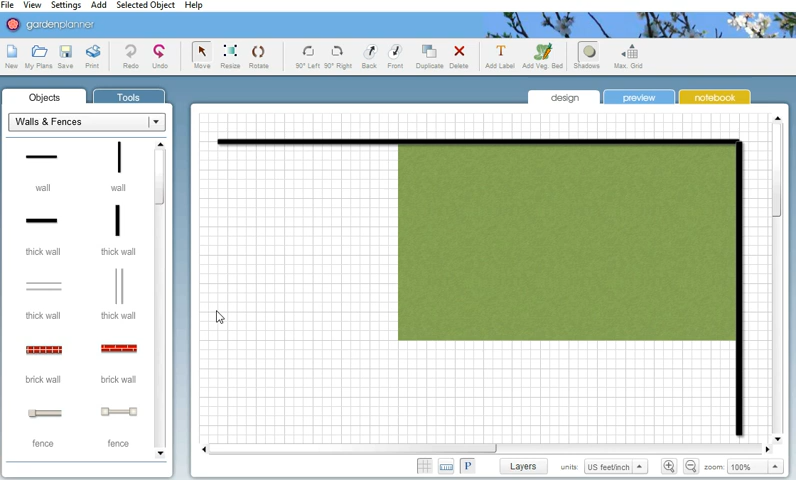 File View Settings Add Selected Object Help
gardenplanner
New My Plans Save Print Redo Undo Move Resize Rotate 90° Left 90° Right Back Front Duplicate Delete Add Label Add Veg. Bed Shadows Max. Grid
Objects Tools
design preview notebook
Walls & Fences
wall wall
thick wall thick wall
thick wall thick wall
brick wall brick wall
fence fence
P Layers units: US feet/inch zoom: 100%
T